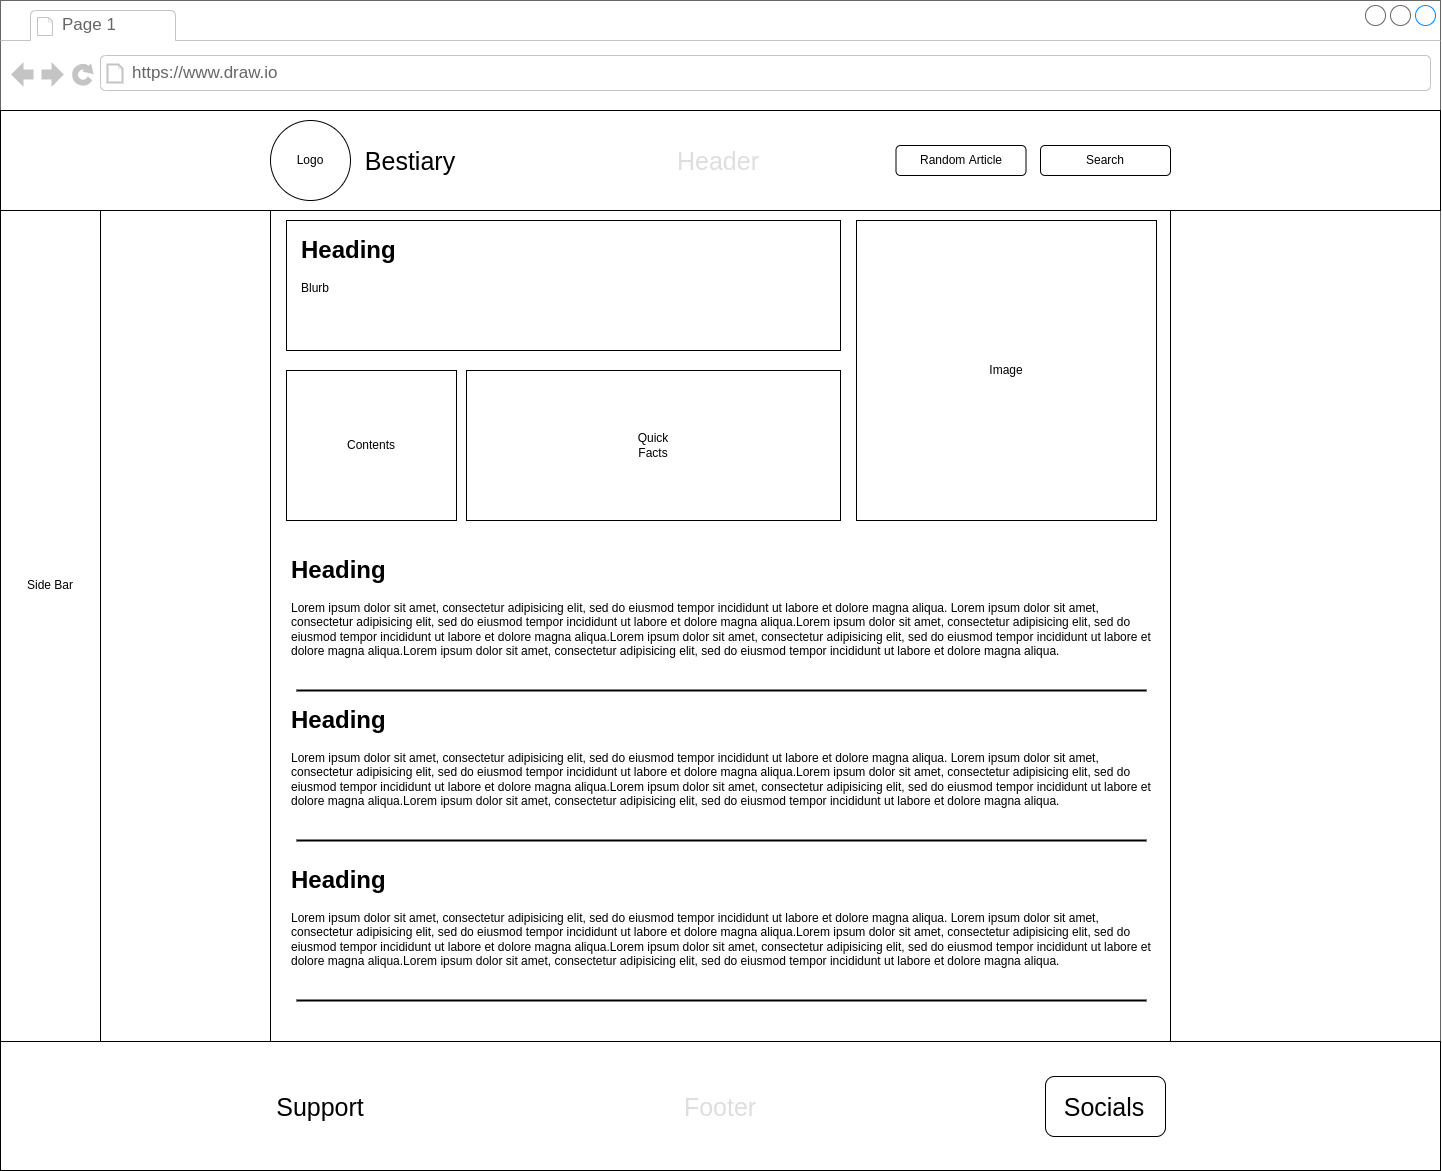 Page 1
https://www.draw.io
Logo
Bestiary
Header
Random Article
Search
Heading
Blurb
Image
Contents
Quick
Facts
Side Bar
Heading
Lorem ipsum dolor sit amet, consectetur adipisicing elit, sed do eiusmod tempor incididunt ut labore et dolore magna aliqua. Lorem ipsum dolor sit amet,
consectetur adipisicing elit, sed do eiusmod tempor incididunt ut labore et dolore magna aliqua.Lorem ipsum dolor sit amet, consectetur adipisicing elit, sed do
eiusmod tempor incididunt ut labore et dolore magna aliqua.Lorem ipsum dolor sit amet, consectetur adipisicing elit, sed do eiusmod tempor incididunt ut labore et
dolore magna aliqua.Lorem ipsum dolor sit amet, consectetur adipisicing elit, sed do eiusmod tempor incididunt ut labore et dolore magna aliqua.
Heading
Lorem ipsum dolor sit amet, consectetur adipisicing elit, sed do eiusmod tempor incididunt ut labore et dolore magna aliqua. Lorem ipsum dolor sit amet,
consectetur adipisicing elit, sed do eiusmod tempor incididunt ut labore et dolore magna aliqua.Lorem ipsum dolor sit amet, consectetur adipisicing elit, sed do
eiusmod tempor incididunt ut labore et dolore magna aliqua.Lorem ipsum dolor sit amet, consectetur adipisicing elit, sed do eiusmod tempor incididunt ut labore et
dolore magna aliqua.Lorem ipsum dolor sit amet, consectetur adipisicing elit, sed do eiusmod tempor incididunt ut labore et dolore magna aliqua.
Heading
Lorem ipsum dolor sit amet, consectetur adipisicing elit, sed do eiusmod tempor incididunt ut labore et dolore magna aliqua. Lorem ipsum dolor sit amet,
consectetur adipisicing elit, sed do eiusmod tempor incididunt ut labore et dolore magna aliqua.Lorem ipsum dolor sit amet, consectetur adipisicing elit, sed do
eiusmod tempor incididunt ut labore et dolore magna aliqua.Lorem ipsum dolor sit amet, consectetur adipisicing elit, sed do eiusmod tempor incididunt ut labore et
dolore magna aliqua.Lorem ipsum dolor sit amet, consectetur adipisicing elit, sed do eiusmod tempor incididunt ut labore et dolore magna aliqua.
Support
Footer
Socials